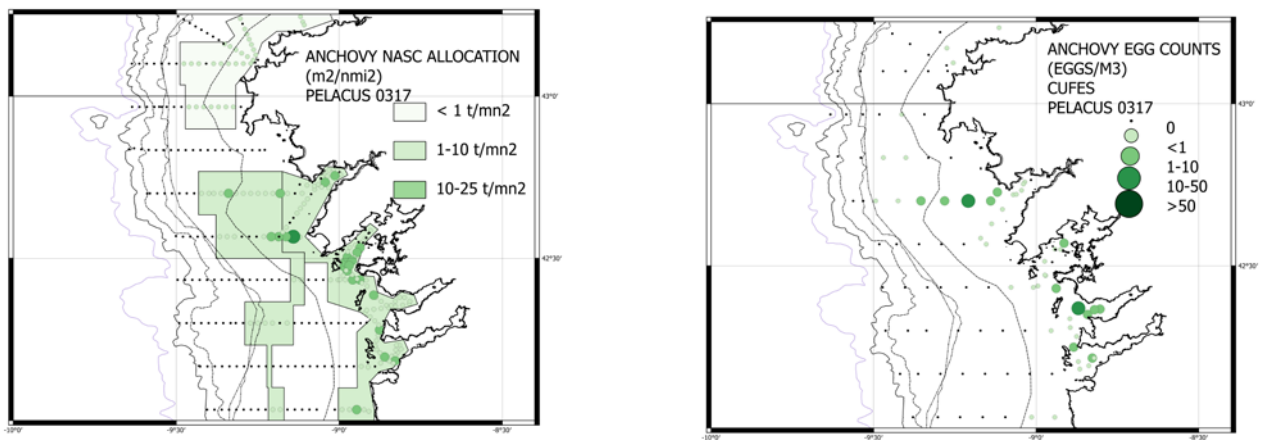 ANCHOVY NASC ALLOCATION
(m2/nmi2)
PELACUS 0317
< 1 t/mn2
1-10 t/mn2
10-25 t/mn2
43°0'
42°30'
-10°0'
-9°30'
-9°0'
-8°30'
ANCHOVY EGG COUNTS
(EGGS/M3)
CUFES
PELACUS 0317
0
<1
1-10
10-50
>50
43°0'
42°30'
-10°0'
-9°30'
-9°0'
-8°30'